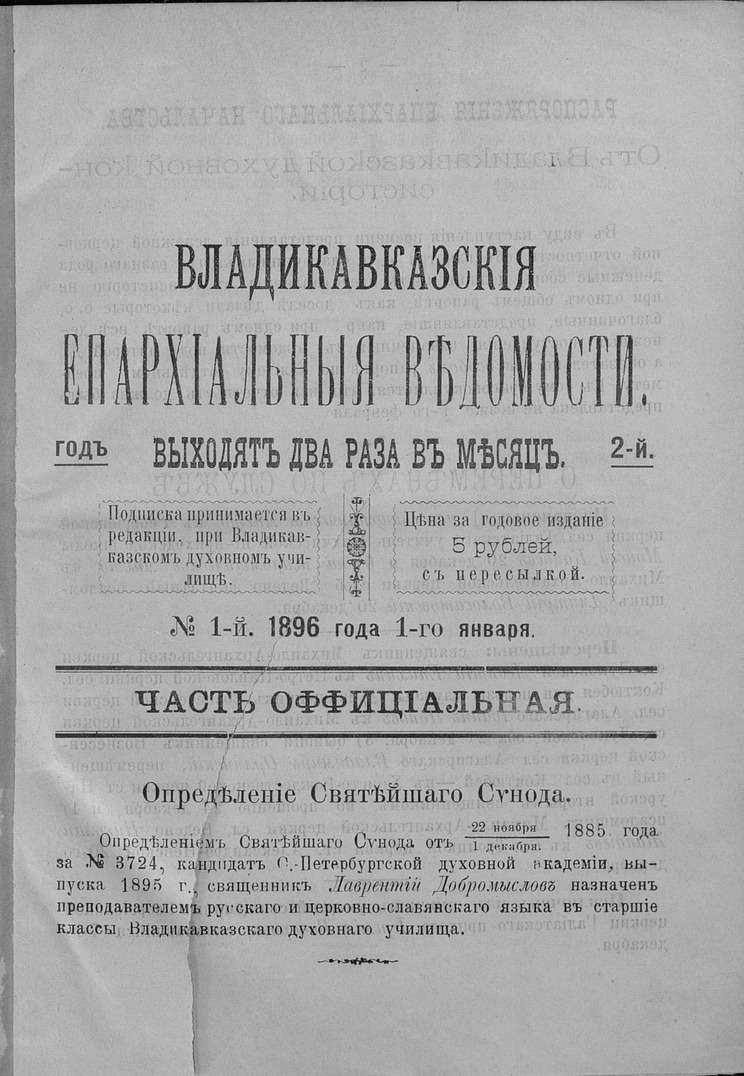 ВЛАДИКАВКАЗСКІЯ
ЕПАРХІАЛЬНЫЯ ВѢДОМОСТИ.
ГОДЪ ВЫХОДЯТЪ ДВА РАЗА ВЪ МѢСЯЦЪ. 2-й.
Подписка принимается въ
редакціи, при Владикав-
казскомъ духовномъ учи-
лищѣ.
Цѣна за годовое изданіе
5 рублей,
съ пересылкой.
№ 1-й. 1896 года 1-го января.
ЧАСТЬ ОФФИЦІАЛЬНАЯ.
Опредѣленіе Святѣйшаго Сѵнода.
Опредѣленіемъ Святѣйшаго Сѵнода отъ 22 ноября / 1 декабря. 1885 года
за № 3724, кандидатъ С.-Петербургской духовной академіи, вы-
пуска 1895 г., священникъ Лаврентій Добромысловъ назначенъ
преподавателемъ русскаго и церковно-славянскаго языка въ старшіе
классы Владикавказскаго духовнаго училища.